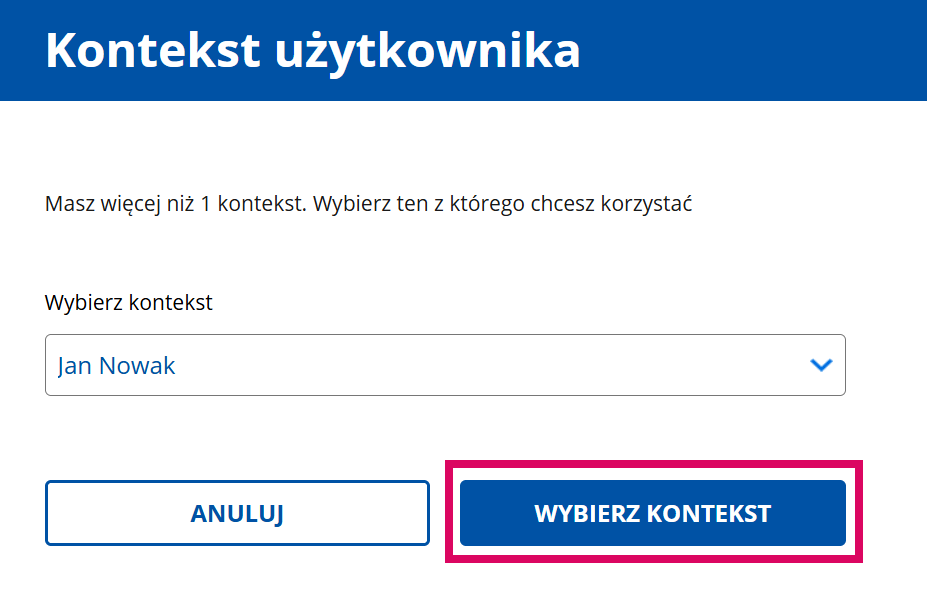 Kontekst użytkownika
Masz więcej niż 1 kontekst. Wybierz ten z którego chcesz korzystać
Wybierz kontekst
Jan Nowak
ANULUJ
WYBIERZ KONTEKST